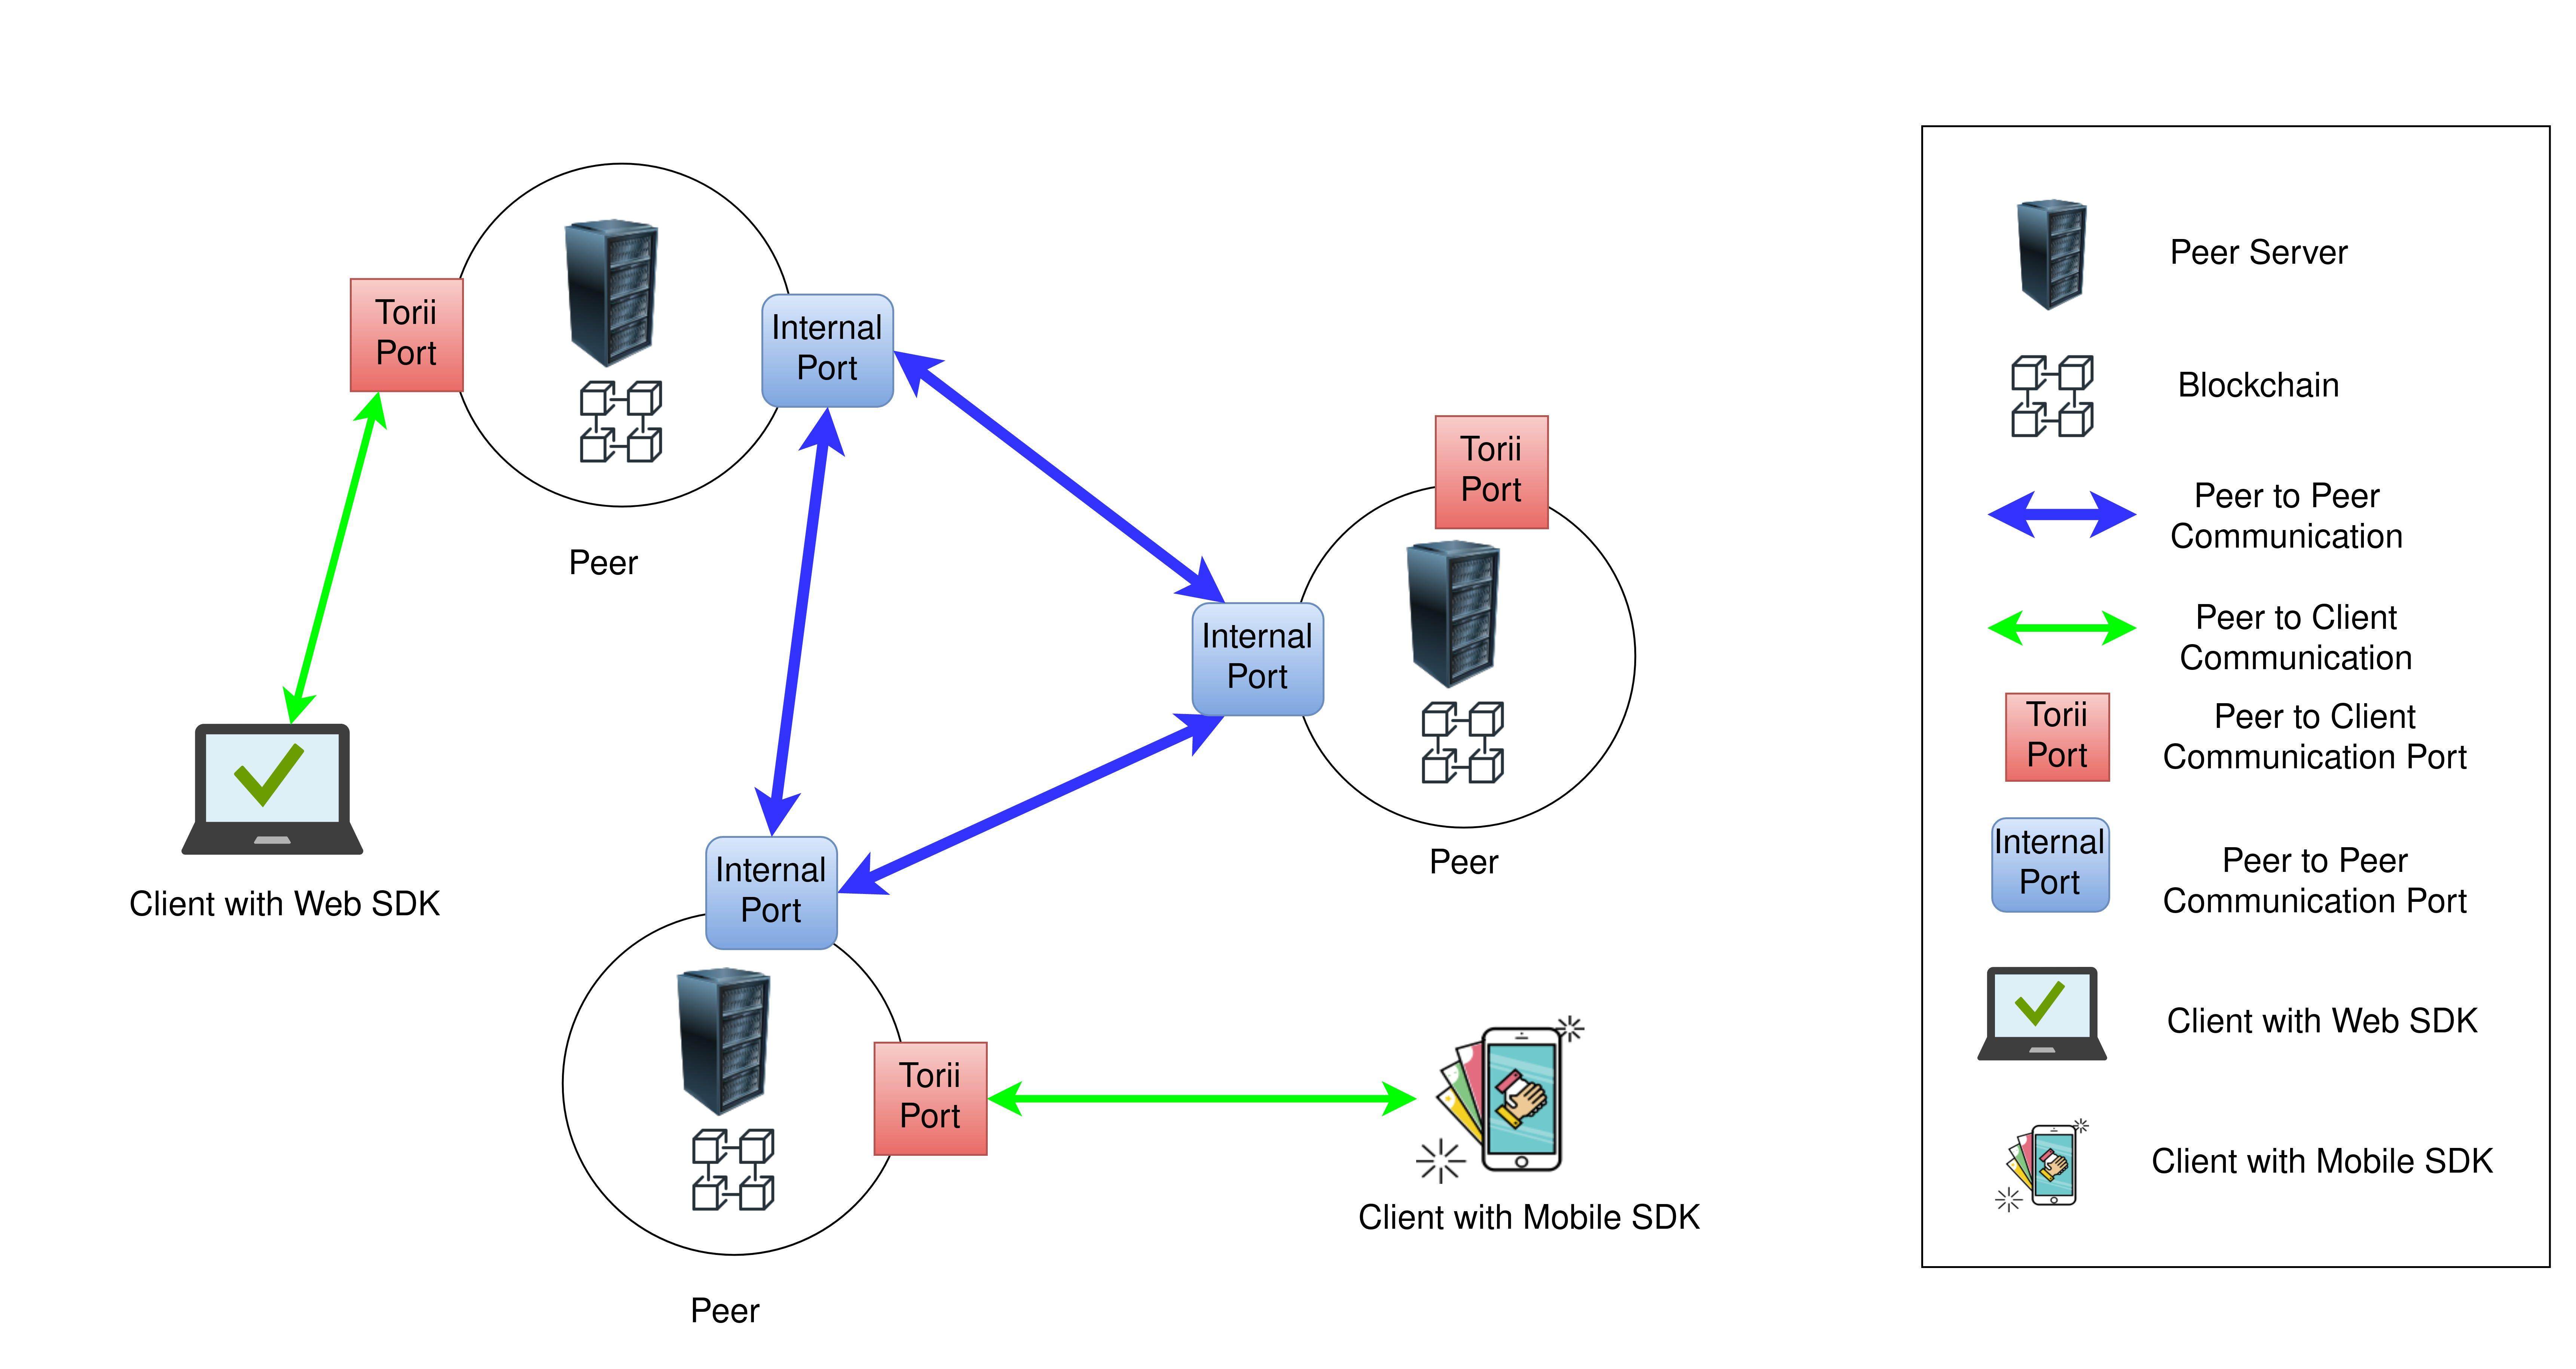 Torii
Port
Internal
Port
Peer
Torii
Port
Internal
Port
Peer
Client with Web SDK
Internal
Port
Torii
Port
Peer
Client with Mobile SDK
Peer Server
Blockchain
Peer to Peer
Communication
Peer to Client
Communication
Torii
Port
Peer to Client
Communication Port
Internal
Port
Peer to Peer
Communication Port
Client with Web SDK
Client with Mobile SDK